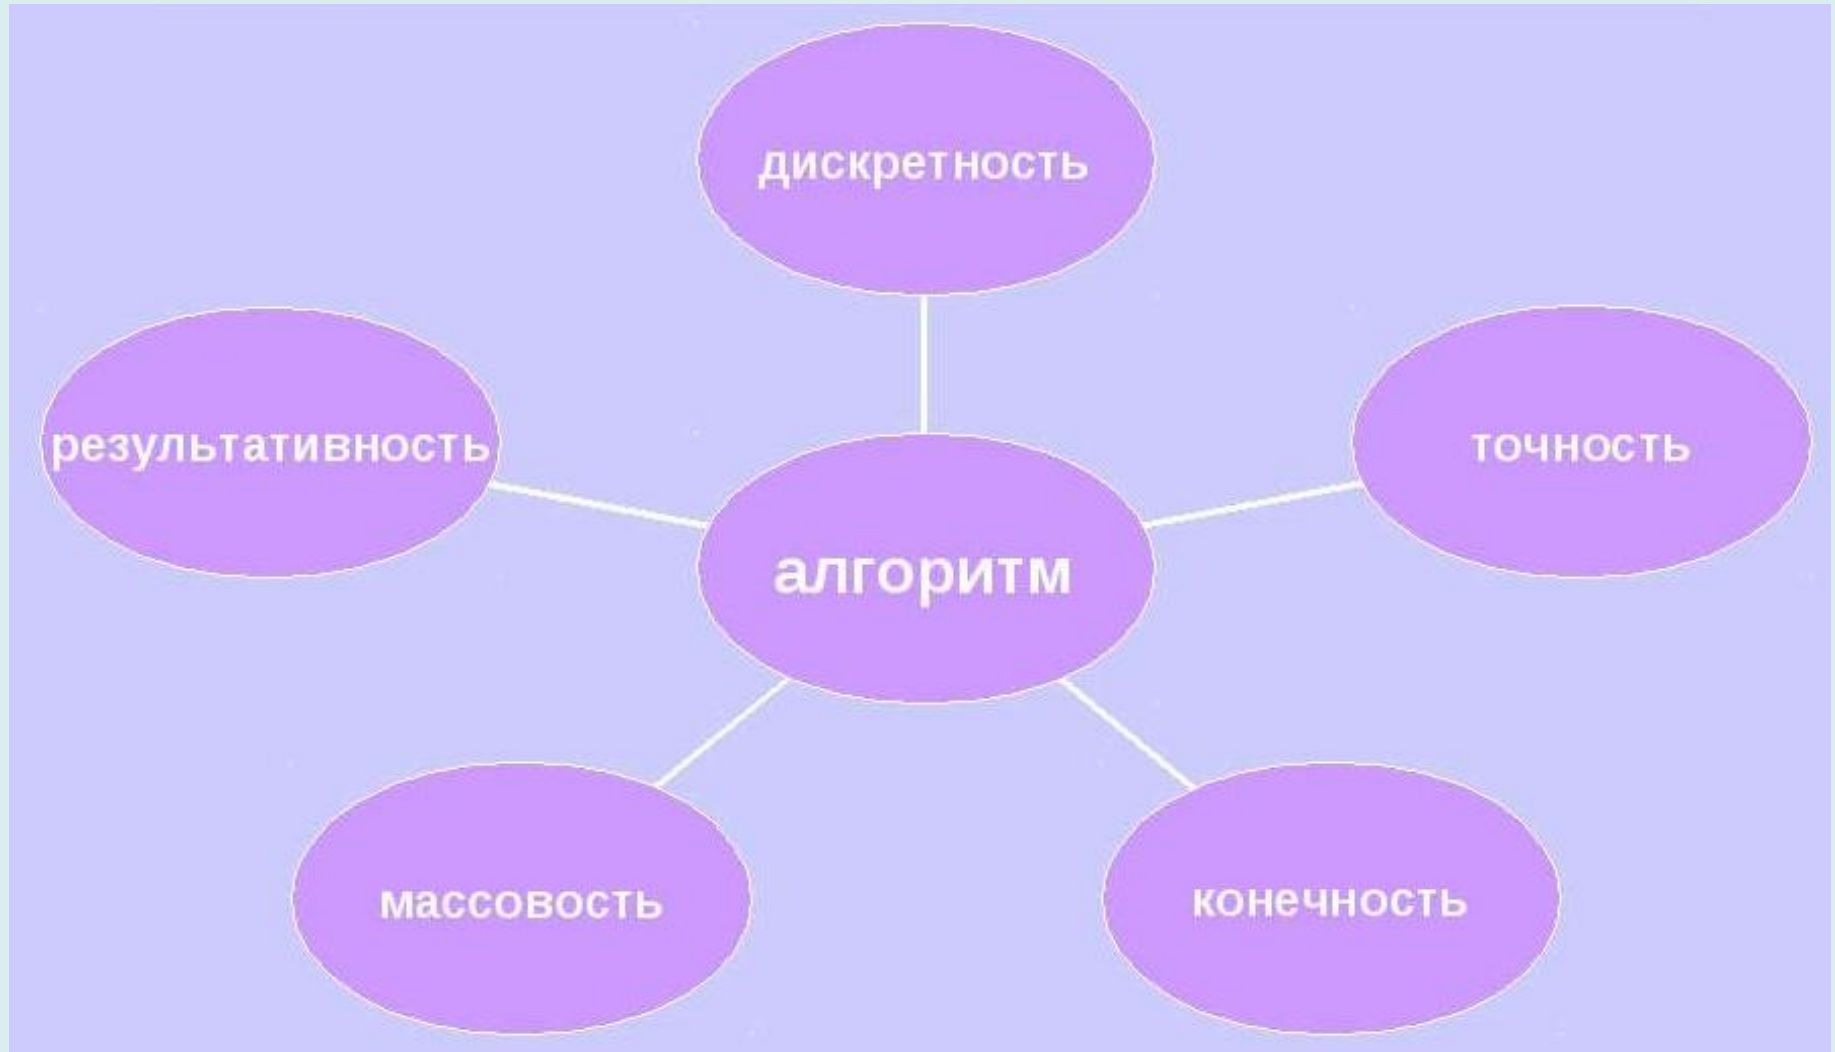 дискретность
результативность
точность
алгоритм
массовость
конечность